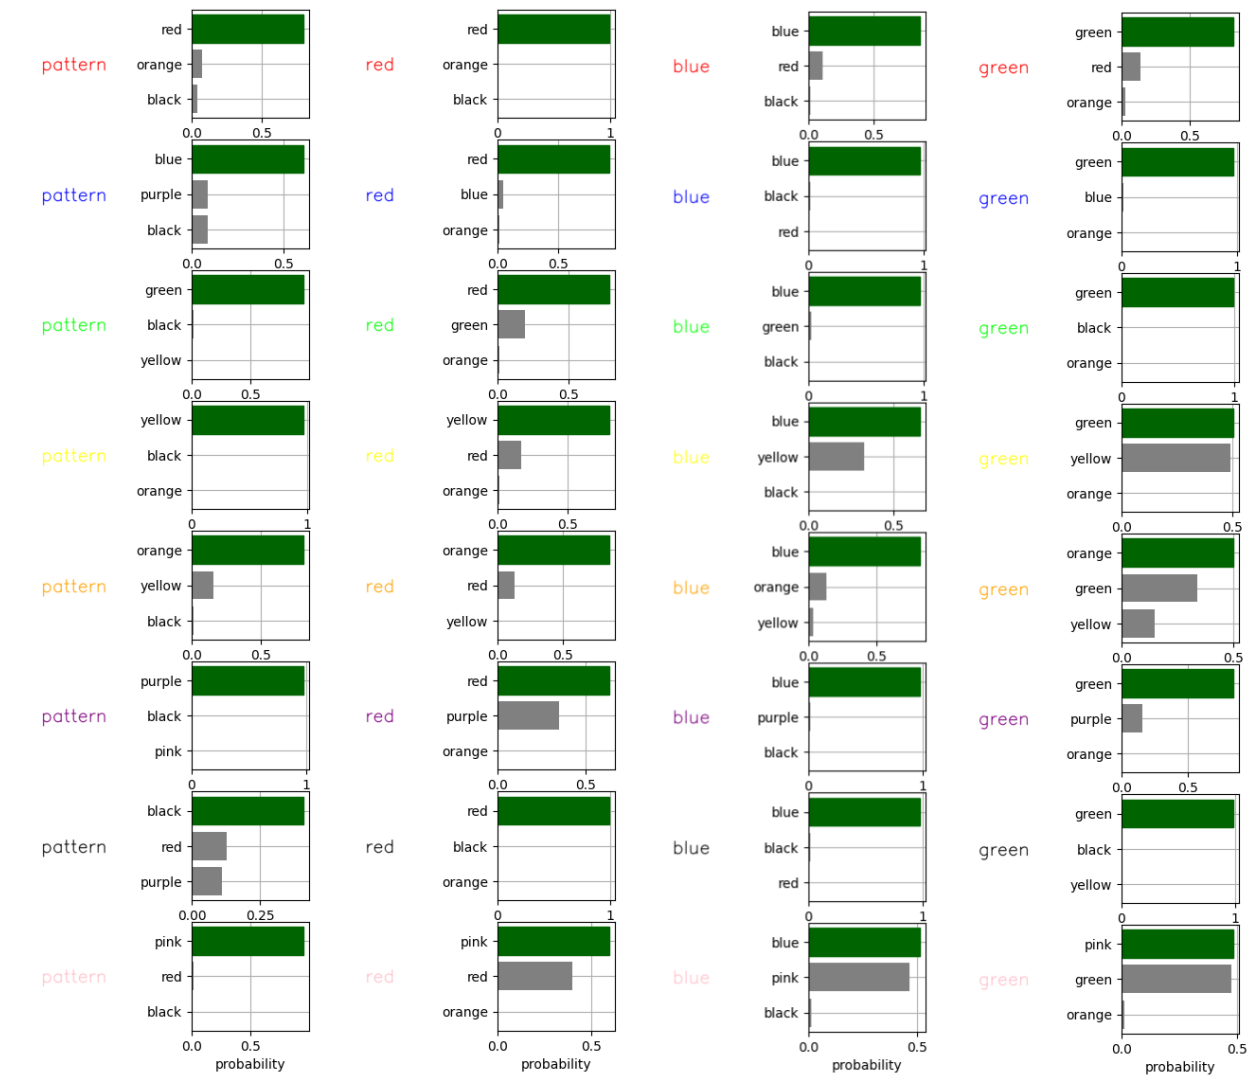 red
pattern orange
black
0.0 0.5
red
red orange
black
0 1
blue
blue red
black
0.0 0.5
green
green red
orange
0.0 0.5
blue
pattern purple
black
0.0 0.5
red
red blue
orange
0.0 0.5
blue
blue black
red
0 1
green
green blue
orange
0 1
green
pattern black
yellow
0.0 0.5
red
red green
orange
0.0 0.5
blue
blue green
black
0 1
green
green black
orange
0 1
yellow
pattern black
orange
0 1
yellow
red red
orange
0.0 0.5
blue
blue yellow
black
0.0 0.5
green
green yellow
orange
0.0 0.5
orange
pattern yellow
black
0.0 0.5
orange
red red
yellow
0.0 0.5
blue
blue orange
yellow
0.0 0.5
orange
green green
yellow
0.0 0.5
purple
pattern black
pink
0 1
red
red purple
orange
0.0 0.5
blue
blue purple
black
0 1
green
green purple
orange
0.0 0.5
black
pattern red
purple
0.00 0.25
red
red black
orange
0 1
blue
blue black
red
0 1
green
green black
yellow
0 1
pink
pattern red
black
0.0 0.5
probability
pink
red red
orange
0.0 0.5
probability
blue
blue pink
black
0.0 0.5
probability
pink
green green
orange
0.0 0.5
probability